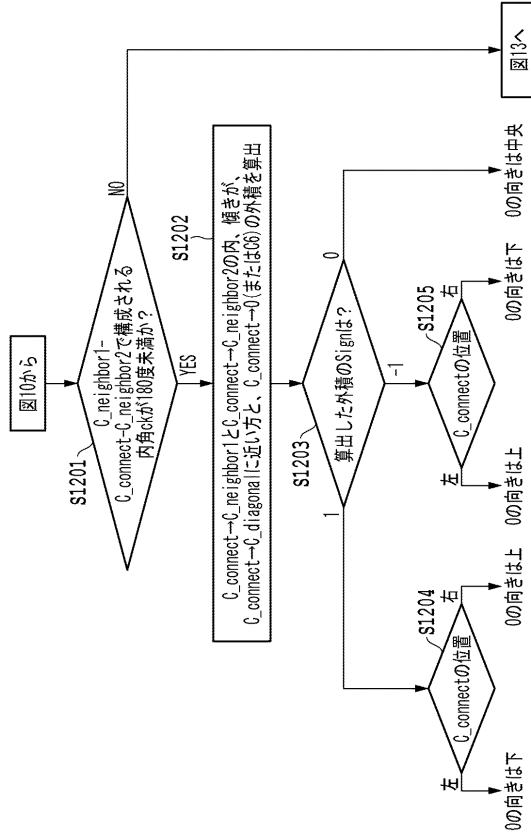 図10から
S1201
C_neighbor1-
C_connect-C_neighbor2で構成される
内角ckが180度未満か？
NO
YES
S1202
C_connect→C_neighbor1とC_connect→C_neighbor2の内、傾きが、
C_connect→C_diagonalに近い方と、C_connect→O(またはC6)の外積を算出
S1203
算出した外積のSignは？
1
-1
0
S1204
C_connectの位置
左
右
Oの向きは下
Oの向きは上
S1205
C_connectの位置
左
右
Oの向きは上
Oの向きは下
Oの向きは中央
図13へ